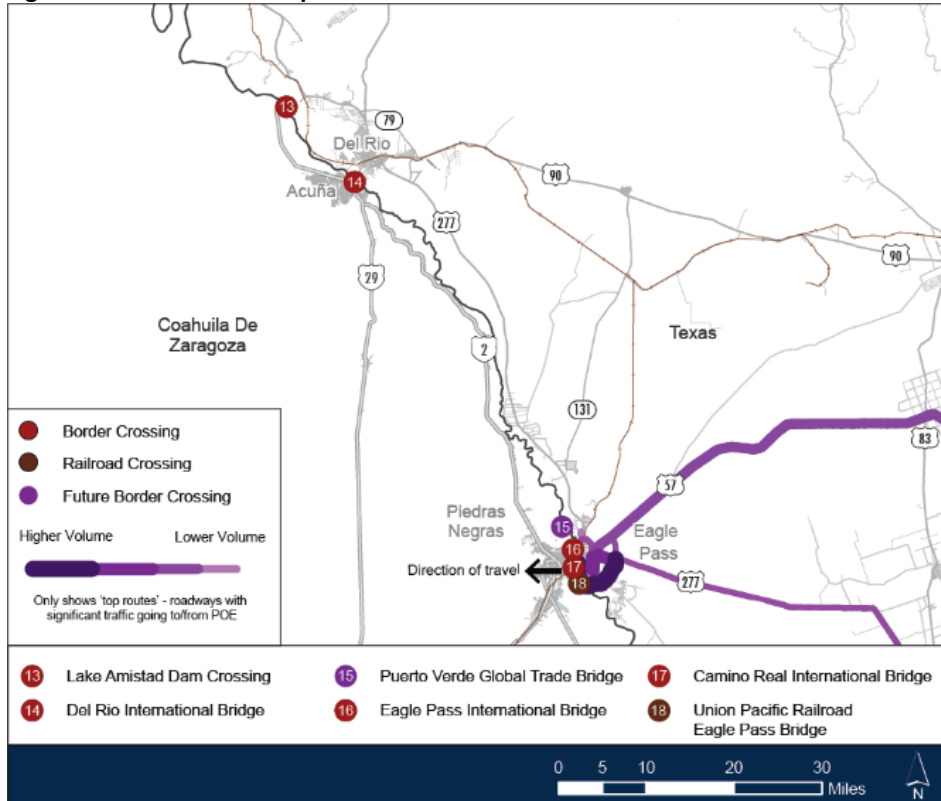 13
79
Del Rio
14
Acuña
90
277
90
29
Coahuila De
Zaragoza
2
Texas
131
83
57
Border Crossing
Railroad Crossing
Future Border Crossing
Higher Volume Lower Volume
Only shows 'top routes' - roadways with
significant traffic going to/from POE
Piedras
Negras
15
Eagle
Pass
16
Direction of travel
17
18
277
13 Lake Amistad Dam Crossing
14 Del Rio International Bridge
15 Puerto Verde Global Trade Bridge
16 Eagle Pass International Bridge
17 Camino Real International Bridge
18 Union Pacific Railroad
Eagle Pass Bridge
0 5 10 20 30
Miles
N